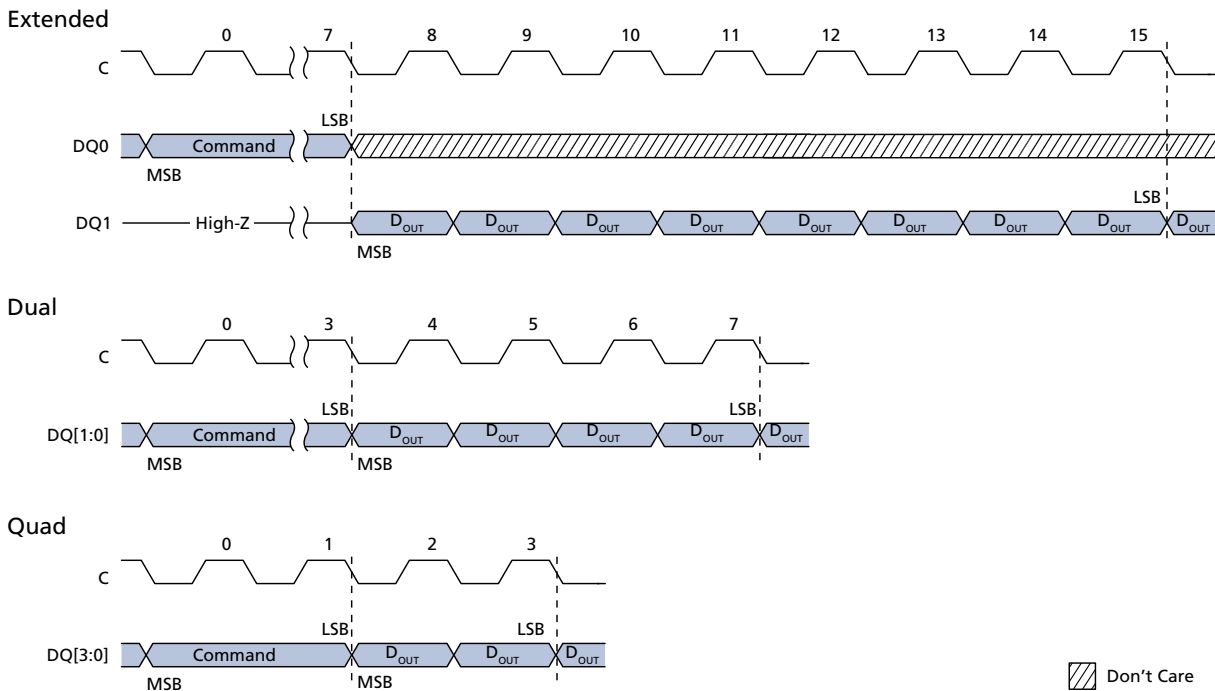 Extended
0 7 8 9 10 11 12 13 14 15
C
LSB
DQ0 Command
MSB
LSB
DQ1 High-Z DOUT DOUT DOUT DOUT DOUT DOUT DOUT DOUT DOUT
MSB
Dual
0 3 4 5 6 7
C
LSB LSB
DQ[1:0] Command DOUT DOUT DOUT DOUT DOUT
MSB MSB
Quad
0 1 2 3
C
LSB LSB
DQ[3:0] Command DOUT DOUT DOUT
MSB MSB
Don't Care